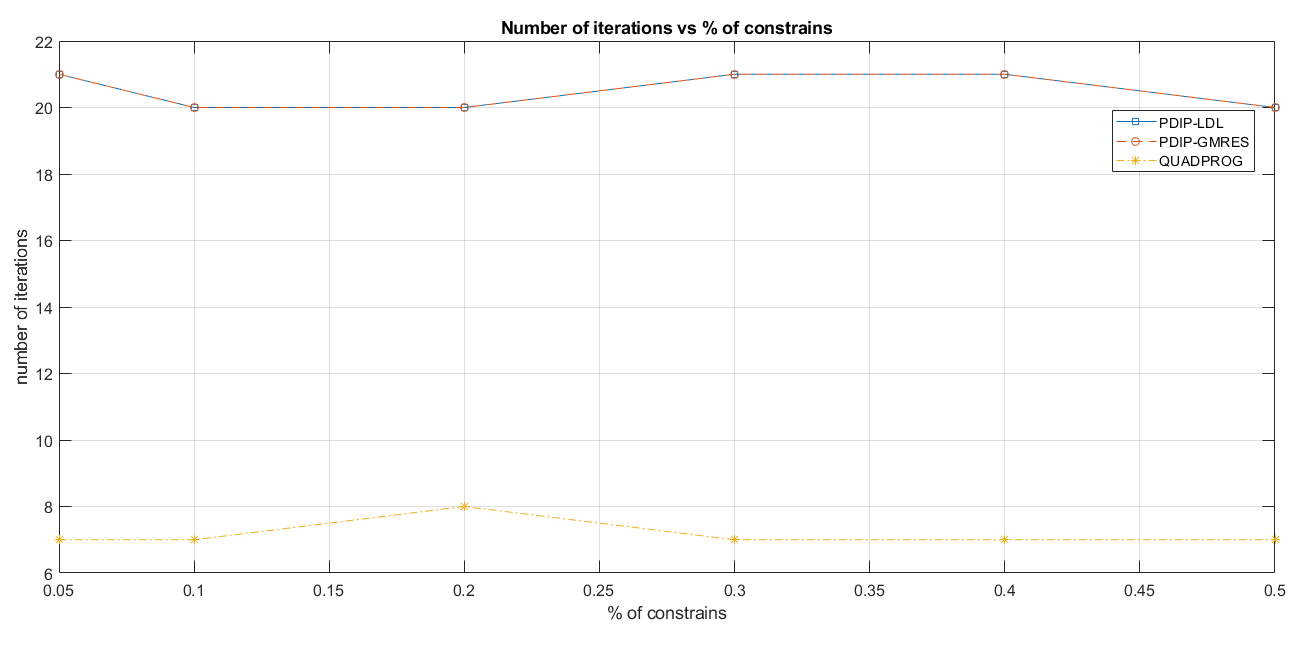 Number of iterations vs % of constrains
22
20
18
16
14
12
10
8
6
number of iterations
PDIP-LDL
PDIP-GMRES
QUADPROG
0.05 0.1 0.15 0.2 0.25 0.3 0.35 0.4 0.45 0.5
% of constrains